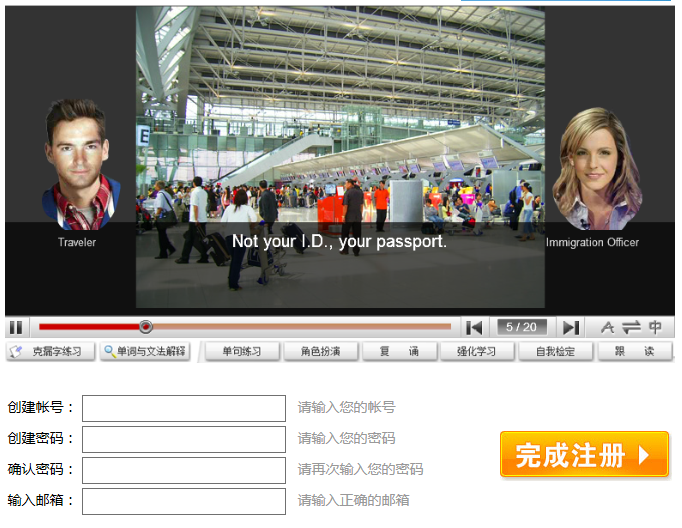 E
Traveler
Not your I.D., your passport.
Immigration Officer
5 / 20
A 中
克漏字练习 单词与文法解释 单句练习 角色扮演 复 诵 强化学习 自我检定 跟 读
创建帐号： 请输入您的帐号
创建密码： 请输入您的密码
确认密码： 请再次输入您的密码
输入邮箱： 请输入正确的邮箱
完成注册